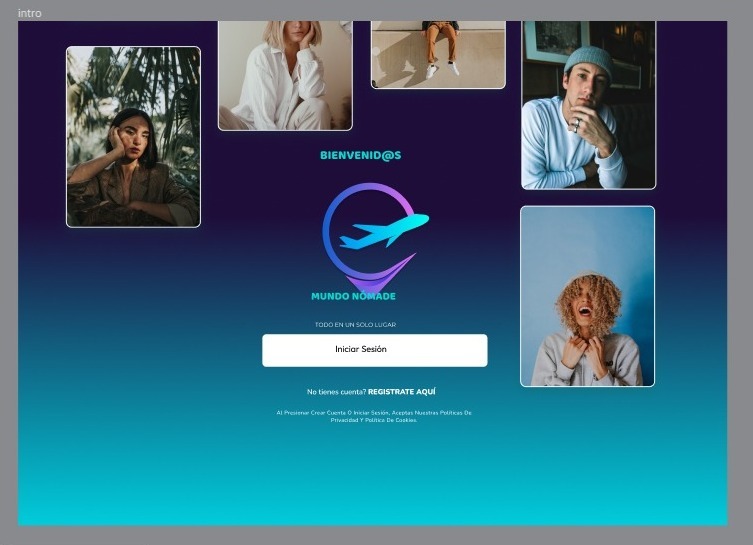 intro
BIENVENID@S
MUNDO NÓMADE
TODO EN UN SOLO LUGAR
Iniciar Sesión
No tienes cuenta? REGISTRATE AQUÍ
Al Presionar Crear Cuenta O Iniciar Sesión, Aceptas Nuestras Políticas De
Privacidad Y Política De Cookies.